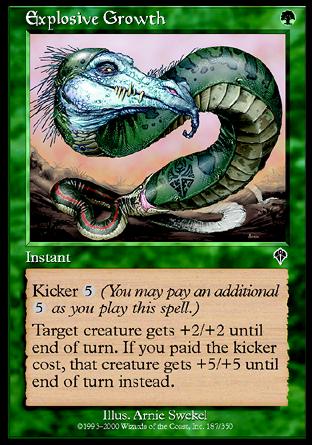 Explosive Growth
Instant
Kicker 5 (You may pay an additional
5 as you play this spell.)
Target creature gets +2/+2 until
end of turn. If you paid the kicker
cost, that creature gets +5/+5 until
end of turn instead.
Illus. Arnie Swekel
©1993-2000 Wizards of the Coast, Inc. 187/350